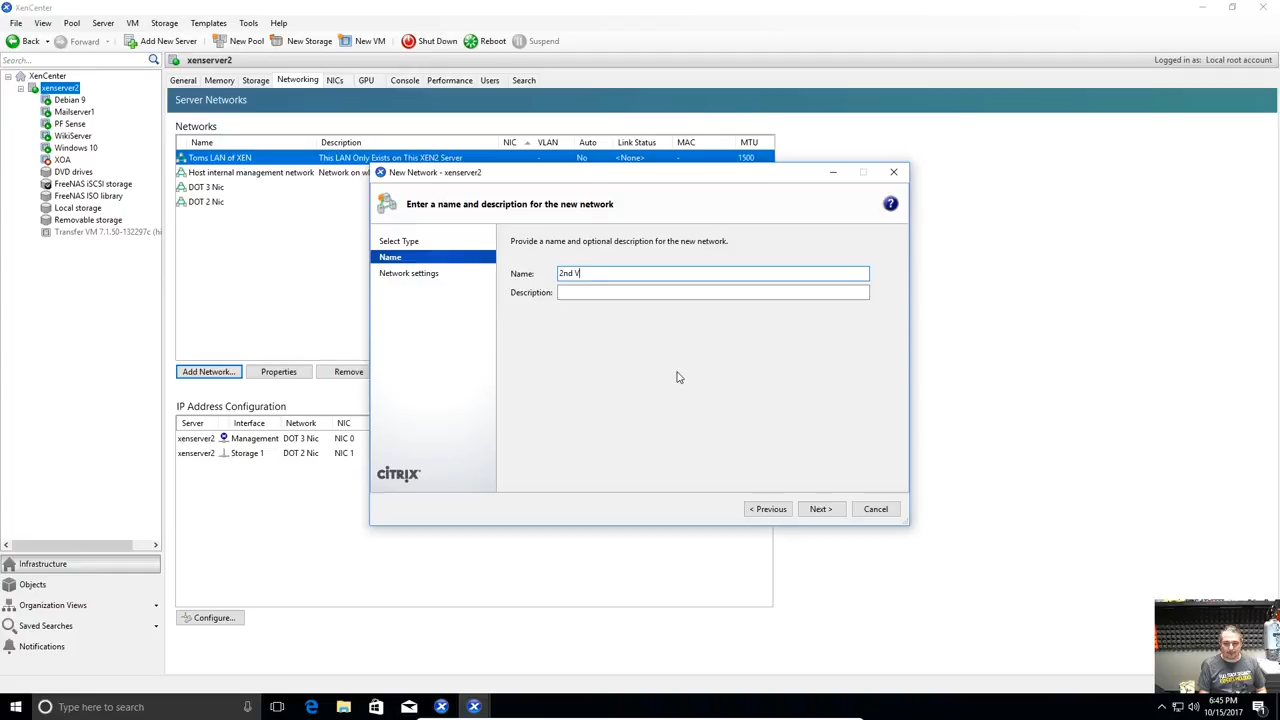 XenCenter
File View Pool Server VM Storage Templates Tools Help
Back Forward Add New Server New Pool New Storage New VM Shut Down Reboot Suspend
Search... xenserver2 Logged in as: Local root account
XenCenter
xenserver2
Debian 9
Mailserver1
PF Sense
WikiServer
Windows 10
XOA
DVD drives
FreeNAS iSCSI storage
FreeNAS ISO library
Local storage
Removable storage
Transfer VM 7.1.50-132297c (hi
General Memory Storage Networking NICs GPU Console Performance Users Search
Server Networks
Networks
Name Description NIC VLAN Auto Link Status MAC MTU
Toms LAN of XEN This LAN Only Exists on This XEN2 Server - No <None> - 1500
Host internal management network Network on w
DOT 3 Nic
DOT 2 Nic
Add Network... Properties Remove
IP Address Configuration
Server Interface Network NIC
xenserver2 Management DOT 3 Nic NIC 0
xenserver2 Storage 1 DOT 2 Nic NIC 1
Configure...
New Network - xenserver2
Enter a name and description for the new network
Select Type
Name
Network settings
Provide a name and optional description for the new network.
Name: 2nd V
Description:
CITRIX
< Previous Next > Cancel
Infrastructure
Objects
Organization Views
Saved Searches
Notifications
Type here to search
6:45 PM
10/15/2017